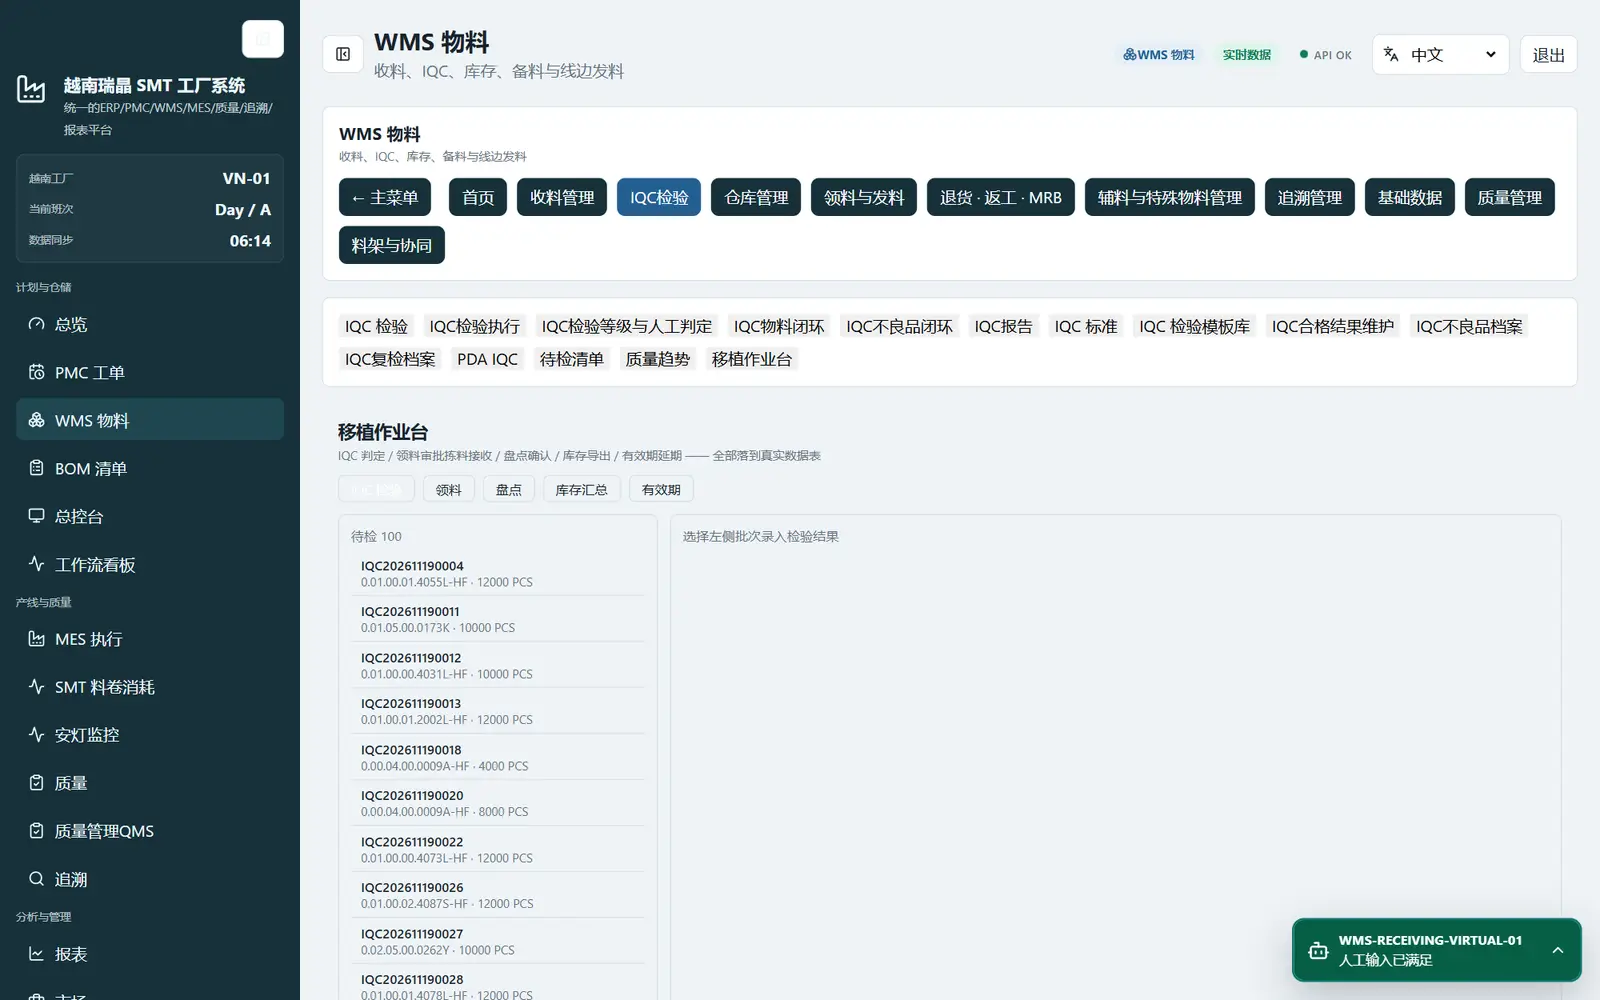 越南瑞晶 SMT 工厂系统
统一的ERP/PMC/WMS/MES/质量/追溯/
报表平台
越南工厂 VN-01
当前班次 Day / A
数据同步 06:14
计划与仓储
总览
PMC 工单
WMS 物料
BOM 清单
总控台
工作流看板
产线与质量
MES 执行
SMT 料卷消耗
安灯监控
质量
质量管理QMS
追溯
分析与管理
报表
WMS 物料
收料、IQC、库存、备料与线边发料
WMS 物料 实时数据 API OK 中文 退出
WMS 物料
收料、IQC、库存、备料与线边发料
← 主菜单 首页 收料管理 IQC检验 仓库管理 领料与发料 退货 · 返工 · MRB 辅料与特殊物料管理 追溯管理 基础数据 质量管理
料架与协同
IQC 检验 IQC检验执行 IQC检验等级与人工判定 IQC物料闭环 IQC不良品闭环 IQC报告 IQC 标准 IQC 检验模板库 IQC合格结果维护 IQC不良品档案
IQC复检档案 PDA IQC 待检清单 质量趋势 移植作业台
移植作业台
IQC 判定 / 领料审批拣料接收 / 盘点确认 / 库存导出 / 有效期延期 —— 全部落到真实数据表
IQC 检验 领料 盘点 库存汇总 有效期
待检 100
IQC202611190004
0.01.00.01.4055L-HF · 12000 PCS
IQC202611190011
0.01.05.00.0173K · 10000 PCS
IQC202611190012
0.01.00.00.4031L-HF · 10000 PCS
IQC202611190013
0.01.00.01.2002L-HF · 12000 PCS
IQC202611190018
0.00.04.00.0009A-HF · 4000 PCS
IQC202611190020
0.00.04.00.0009A-HF · 8000 PCS
IQC202611190022
0.01.00.00.4073L-HF · 12000 PCS
IQC202611190026
0.01.00.02.4087S-HF · 12000 PCS
IQC202611190027
0.02.05.00.0262Y · 10000 PCS
IQC202611190028
0.01.00.01.4078L-HF · 12000 PCS
选择左侧批次录入检验结果
WMS-RECEIVING-VIRTUAL-01
人工输入已满足